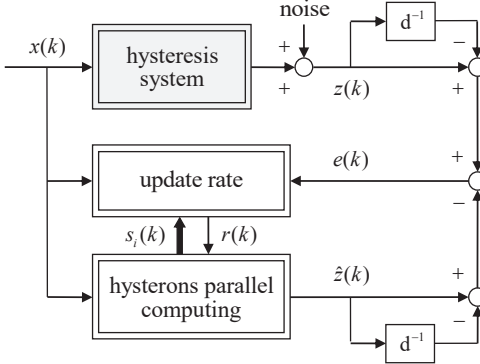 noise
d⁻¹
x(k)
hysteresis
system
+
+
−
+
z(k)
update rate
e(k)
+
−
sᵢ(k)
r(k)
hysterons parallel
computing
ẑ(k)
+
−
d⁻¹